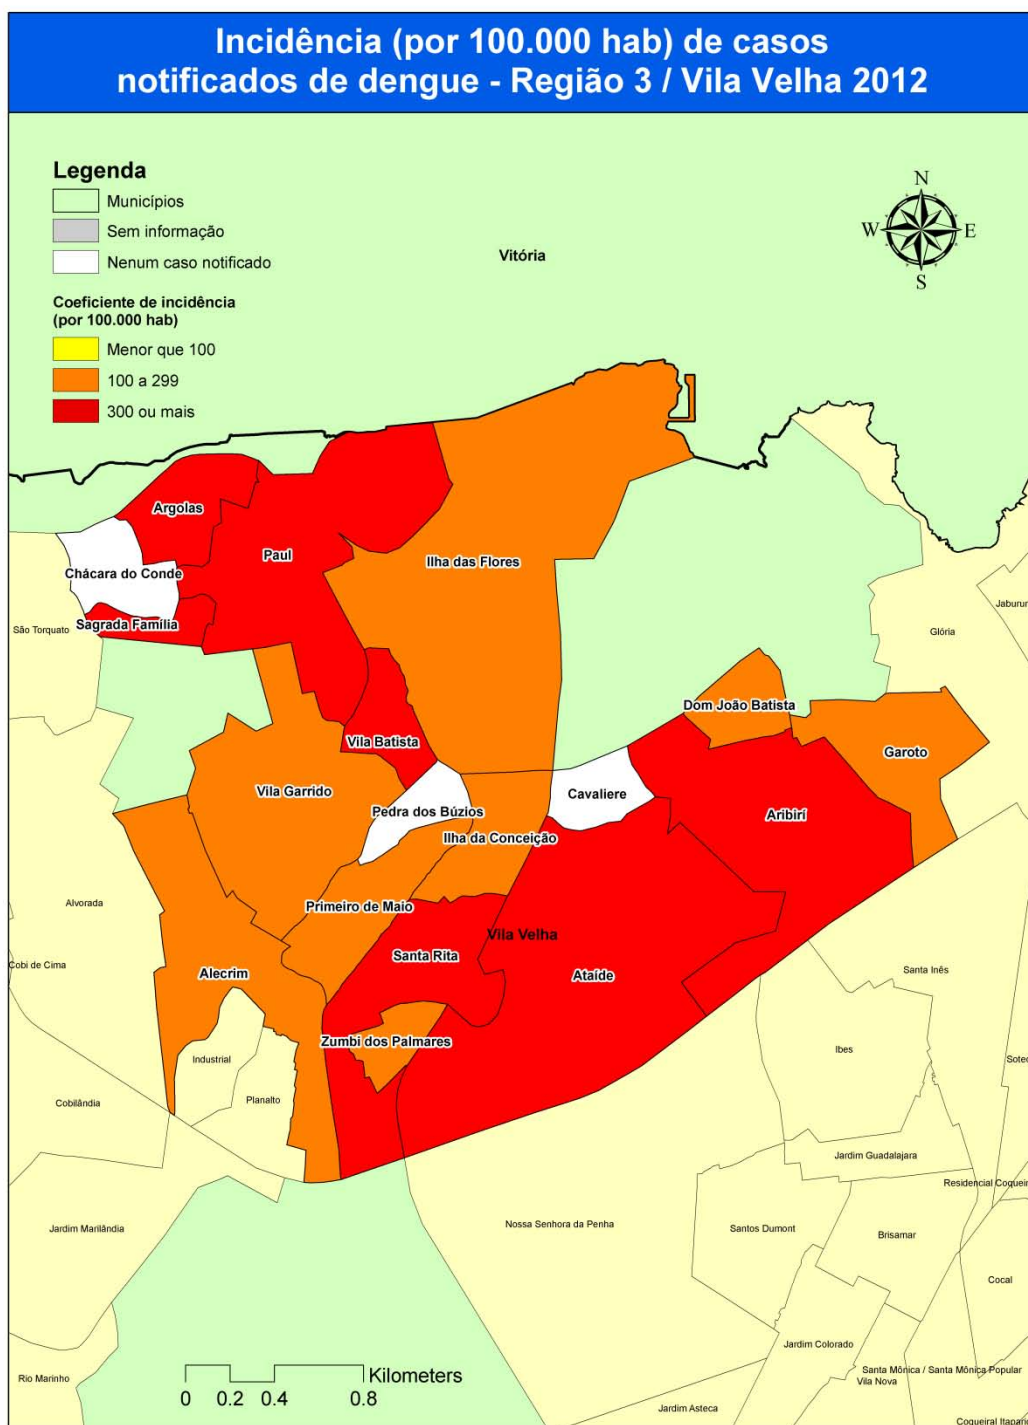 Incidência (por 100.000 hab) de casos
notificados de dengue - Região 3 / Vila Velha 2012
Legenda
Municípios
Sem informação
Nenum caso notificado
Coeficiente de incidência
(por 100.000 hab)
Menor que 100
100 a 299
300 ou mais
N
W
E
S
Vitória
Argolas
Paul
Ilha das Flores
Chácara do Conde
Sagrada Família
São Torquato
Jaburun
Glória
Dom João Batista
Vila Batista
Garoto
Vila Garrido
Cavaliere
Pedra dos Búzios
Aribirí
Ilha da Conceição
Alvorada
Primeiro de Maio
Vila Velha
Santa Rita
Cobi de Cima
Alecrim
Ataíde
Santa Inês
Zumbi dos Palmares
Ibes
Industrial
Soteco
Planalto
Cobilândia
Jardim Guadalajara
Residencial Coqueir
Jardim Marilândia
Nossa Senhora da Penha
Santos Dumont
Brisamar
Cocal
Jardim Colorado
Kilometers
0 0.2 0.4 0.8
Rio Marinho
Santa Mônica / Santa Mônica Popular
Vila Nova
Jardim Asteca
Coqueiral Itapari